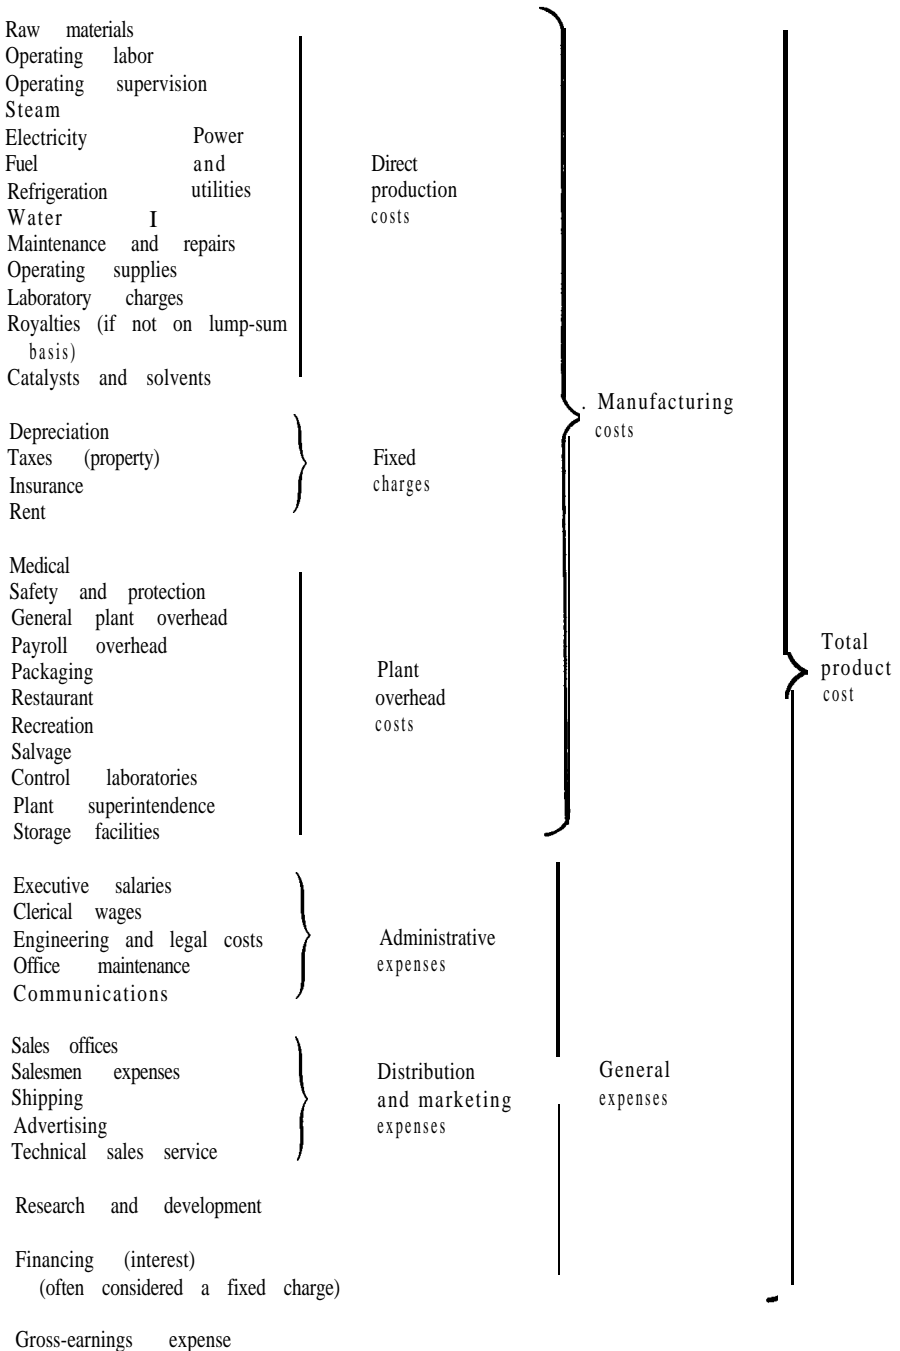 Raw materials
Operating labor
Operating supervision
Steam
Electricity
Fuel
Refrigeration
Water I
Power
and
utilities
Maintenance and repairs
Operating supplies
Laboratory charges
Royalties (if not on lump-sum
basis)
Catalysts and solvents
Direct
production
costs
Depreciation
Taxes (property)
Insurance
Rent
Fixed
charges
Medical
Safety and protection
General plant overhead
Payroll overhead
Packaging
Restaurant
Recreation
Salvage
Control laboratories
Plant superintendence
Storage facilities
Plant
overhead
costs
. Manufacturing
costs
Executive salaries
Clerical wages
Engineering and legal costs
Office maintenance
Communications
Administrative
expenses
Sales offices
Salesmen expenses
Shipping
Advertising
Technical sales service
Distribution
and marketing
expenses
Research and development
Financing (interest)
(often considered a fixed charge)
General
expenses
Gross-earnings expense
Total
product
cost